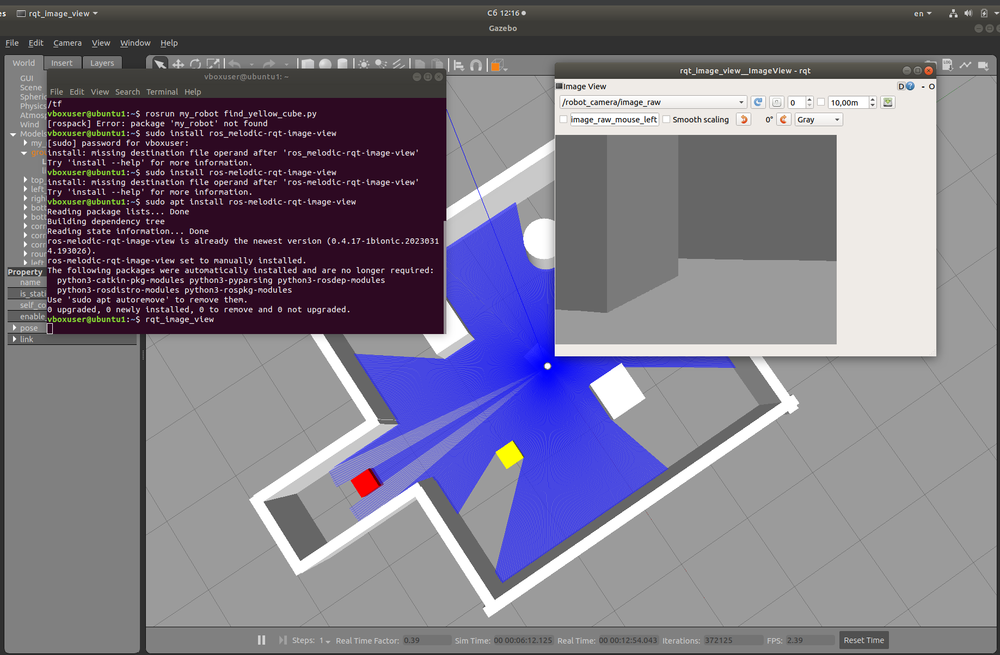 es rqt_image_view Сб 12:16 en
Gazebo
File Edit Camera View Window Help
World Insert Layers
GUI
Scene
Spheric
Physics
Atmosp
Wind
Models
my_
grou
L
li
top_
left_
righ
bott
bott
corr
corr
corr
roun
left
Property
name
is_stati
self_co
enable_
pose
link
vboxuser@ubuntu1: ~
File Edit View Search Terminal Help
/tf
vboxuser@ubuntu1:~$ rosrun my_robot find_yellow_cube.py
[rospack] Error: package 'my_robot' not found
vboxuser@ubuntu1:~$ sudo install ros_melodic-rqt-image-view
[sudo] password for vboxuser:
install: missing destination file operand after 'ros_melodic-rqt-image-view'
Try 'install --help' for more information.
vboxuser@ubuntu1:~$ sudo install ros-melodic-rqt-image-view
install: missing destination file operand after 'ros-melodic-rqt-image-view'
Try 'install --help' for more information.
vboxuser@ubuntu1:~$ sudo apt install ros-melodic-rqt-image-view
Reading package lists... Done
Building dependency tree
Reading state information... Done
ros-melodic-rqt-image-view is already the newest version (0.4.17-1bionic.2023031
4.193026).
ros-melodic-rqt-image-view set to manually installed.
The following packages were automatically installed and are no longer required:
python3-catkin-pkg-modules python3-pyparsing python3-rosdep-modules
python3-rosdistro-modules python3-rospkg-modules
Use 'sudo apt autoremove' to remove them.
0 upgraded, 0 newly installed, 0 to remove and 0 not upgraded.
vboxuser@ubuntu1:~$ rqt_image_view
LOG
rqt_image_view__ImageView - rqt
Image View D ? - O
/robot_camera/image_raw 0 10,00m
image_raw_mouse_left Smooth scaling 0° Gray
Steps: 1 Real Time Factor: 0.39 Sim Time: 00 00:06:12.125 Real Time: 00 00:12:54.043 Iterations: 372125 FPS: 2.39 Reset Time